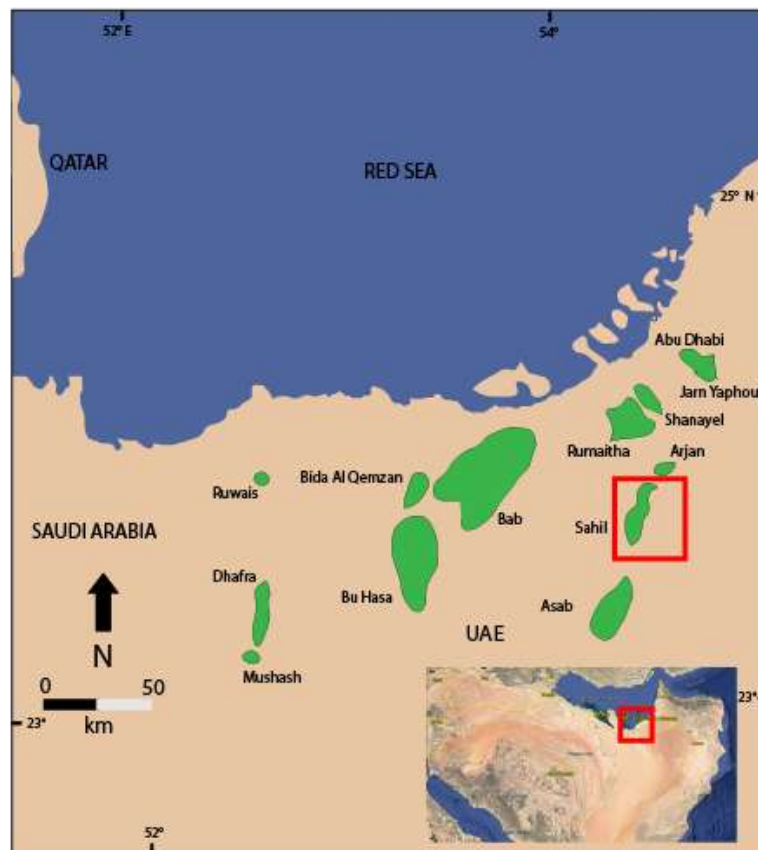 52° E
54°
QATAR
RED SEA
25° N
Abu Dhabi
Jarn Yaphou
Shanayel
Rumaitha
Arjan
Bida Al Qemzan
Ruwais
Bab
Sahil
SAUDI ARABIA
Dhafra
Bu Hasa
Asab
UAE
N
Mushash
0
50
km
23°
23°
52°